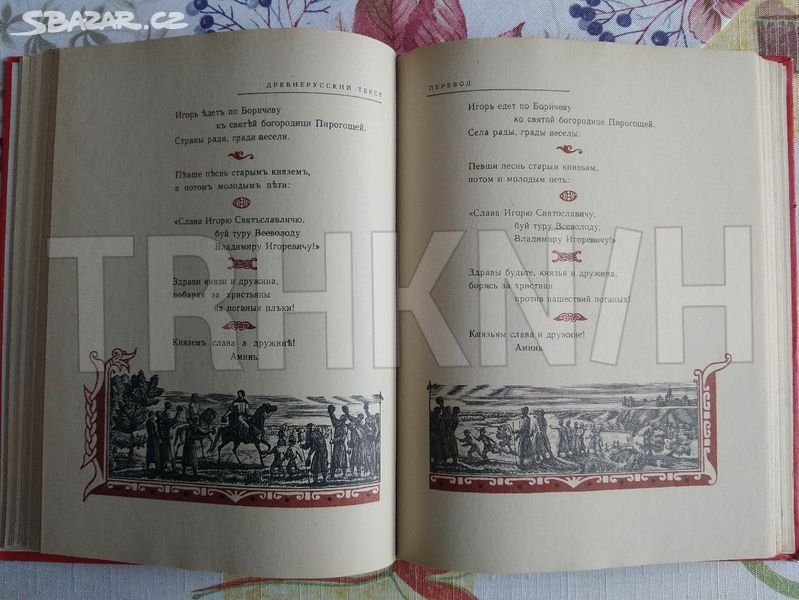 SBAZAR.CZ
ДРЕВНЕРУССКИЙ ТЕКСТ
Игорь ѣдетъ по Боричеву
къ святѣй богородици Пирогощей.
Страны ради, гради весели.
Пѣвше пѣснь старымъ княземъ,
а потомъ молодымъ пѣти:
«Слава Игорю Святъславличю,
буй туру Всеволоду
Владимиру Игоревичу!»
Здрави князи и дружина,
побарая за христьяны
на поганыя плъки!
Княземъ слава а дружинѣ!
Аминь.
ПЕРЕВОД
Игорь едет по Боричеву
ко святой богородице Пирогощей.
Села рады, грады веселы.
Певши песнь старым князьям,
потом и молодым петь:
«Слава Игорю Святославичу,
буй туру Всеволоду,
Владимиру Игоревичу!»
Здравы будьте, князья и дружина,
борясь за христиан
против нашествий поганых!
Князьям слава и дружине!
Аминь.
TRHKNIH